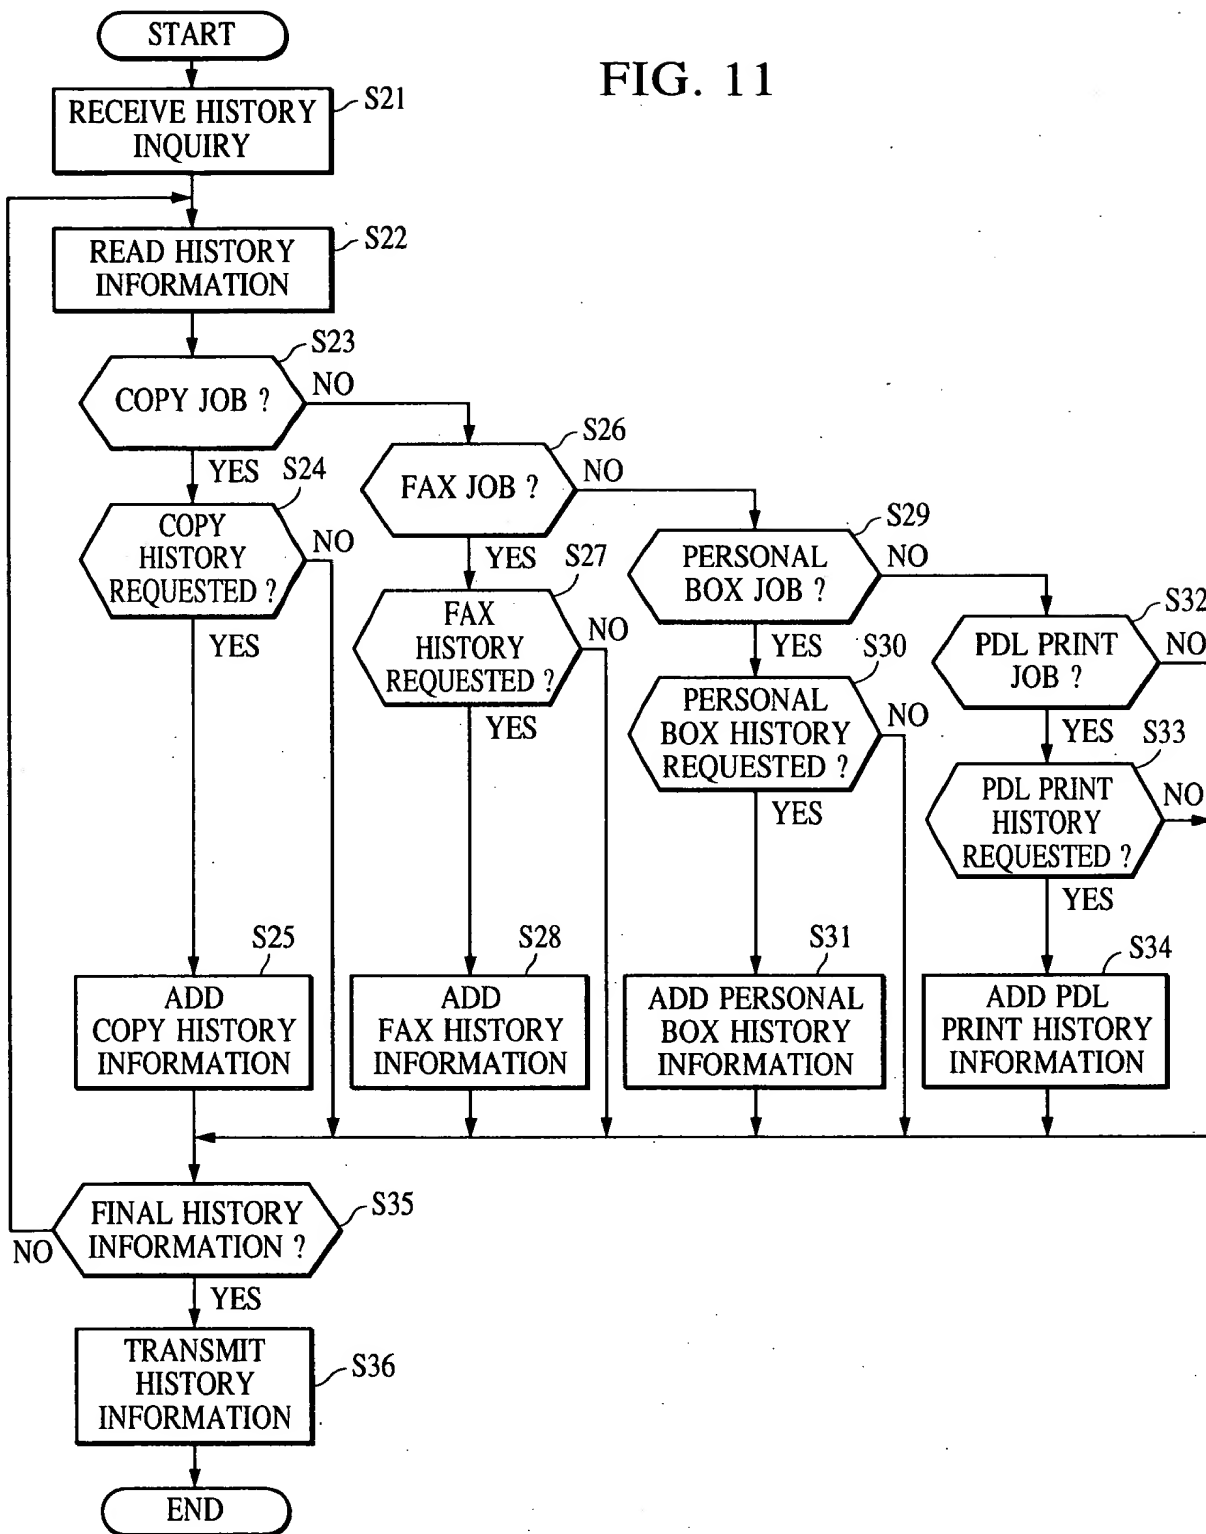 FIG. 11
START
RECEIVE HISTORY
INQUIRY
S21
READ HISTORY
INFORMATION
S22
COPY JOB ?
S23
NO
YES
COPY
HISTORY
REQUESTED ?
S24
NO
YES
ADD
COPY HISTORY
INFORMATION
S25
FAX JOB ?
S26
NO
YES
FAX
HISTORY
REQUESTED ?
S27
NO
YES
ADD
FAX HISTORY
INFORMATION
S28
PERSONAL
BOX JOB ?
S29
NO
YES
PERSONAL
BOX HISTORY
REQUESTED ?
S30
NO
YES
ADD PERSONAL
BOX HISTORY
INFORMATION
S31
PDL PRINT
JOB ?
S32
NO
YES
PDL PRINT
HISTORY
REQUESTED ?
S33
NO
YES
ADD PDL
PRINT HISTORY
INFORMATION
S34
FINAL HISTORY
INFORMATION ?
S35
NO
YES
TRANSMIT
HISTORY
INFORMATION
S36
END